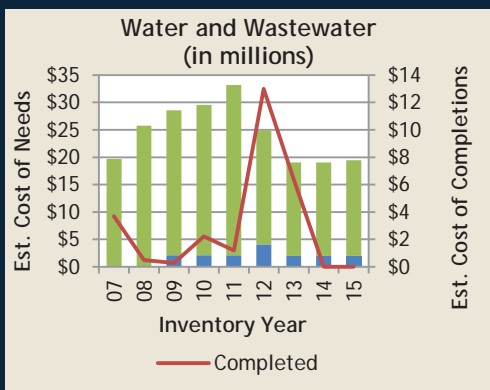 Water and Wastewater
(in millions)
Est. Cost of Needs
$35
$30
$25
$20
$15
$10
$5
$0
$14
$12
$10
$8
$6
$4
$2
$0
Est. Cost of Completions
07 08 09 10 11 12 13 14 15
Inventory Year
Completed